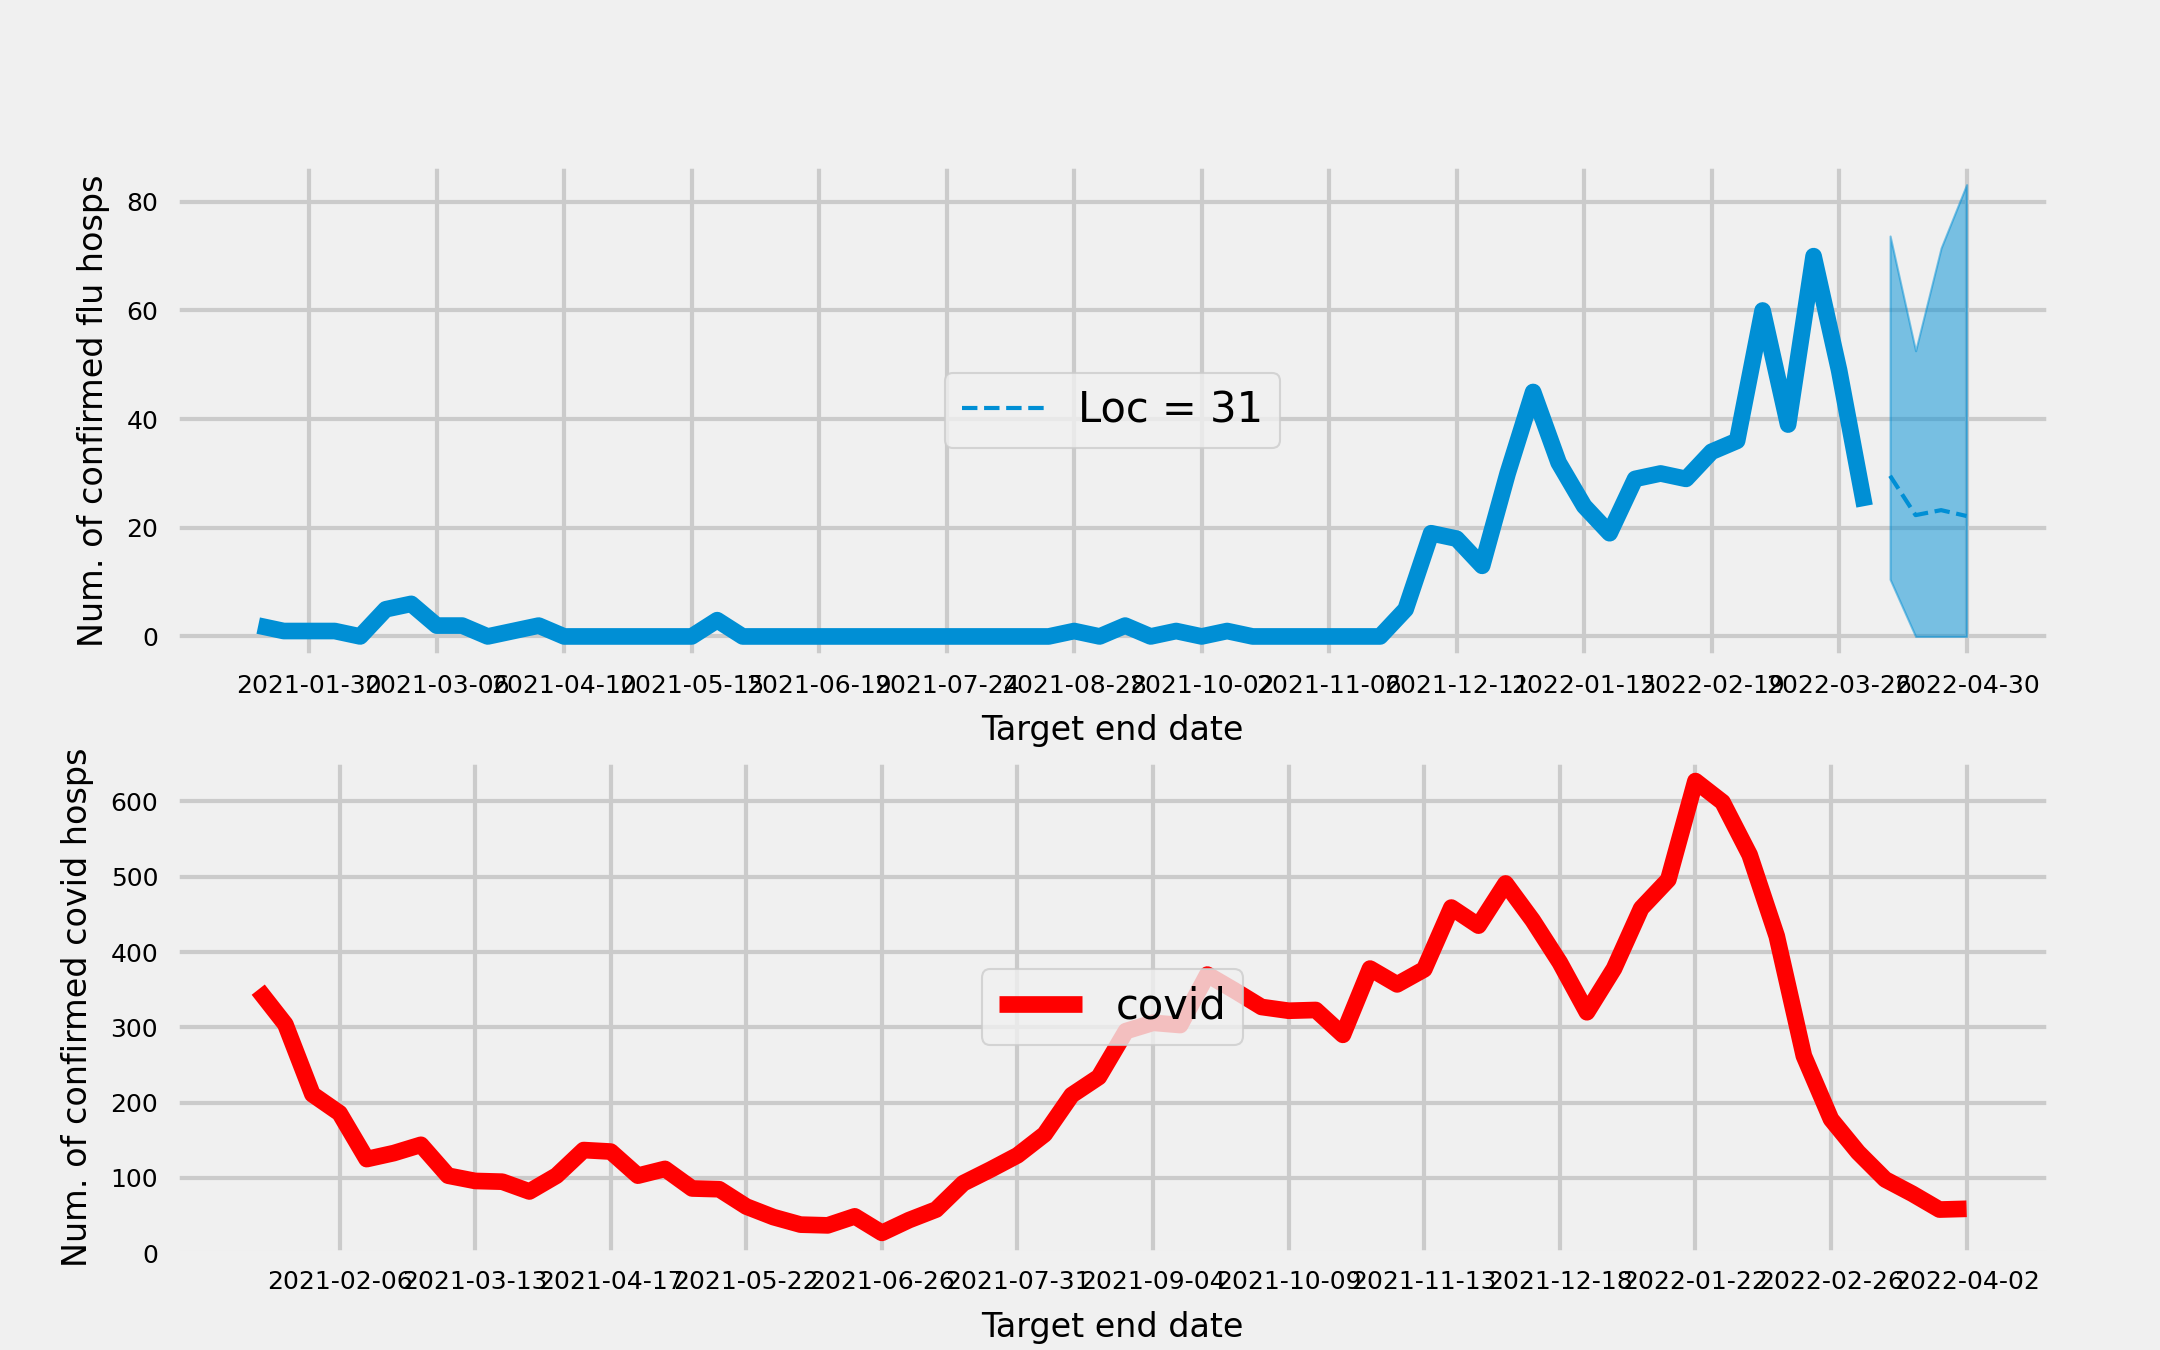 Num. of confirmed flu hosps
80
60
40
20
0
Loc = 31
2021-01-30 2021-03-06 2021-04-10 2021-05-15 2021-06-19 2021-07-24 2021-08-28 2021-10-02 2021-11-06 2021-12-11 2022-01-15 2022-02-19 2022-03-26 2022-04-30
Target end date
Num. of confirmed covid hosps
600
500
400
300
200
100
0
covid
2021-02-06 2021-03-13 2021-04-17 2021-05-22 2021-06-26 2021-07-31 2021-09-04 2021-10-09 2021-11-13 2021-12-18 2022-01-22 2022-02-26 2022-04-02
Target end date